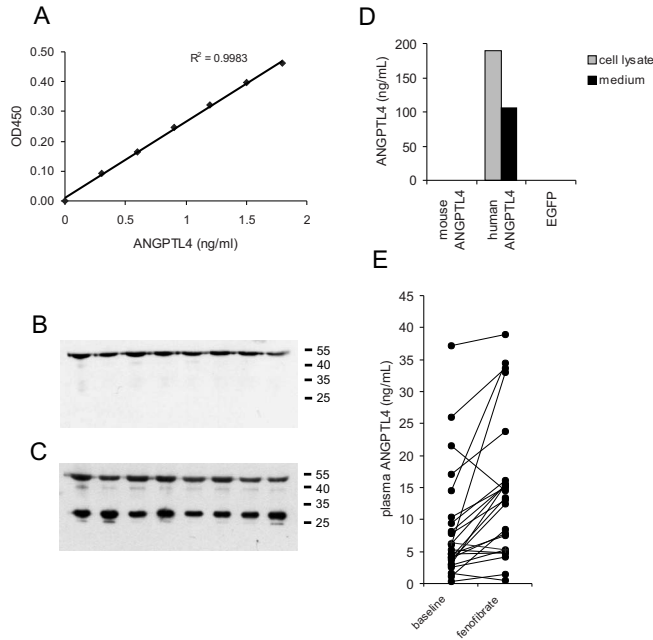 A
R² = 0.9983
0.50
0.40
0.30
0.20
0.10
0.00
OD450
0
0.5
1
1.5
2
ANGPTL4 (ng/ml)
B
55
40
35
25
C
55
40
35
25
D
200
150
100
50
0
ANGPTL4 (ng/mL)
cell lysate
medium
mouse
ANGPTL4
human
ANGPTL4
EGFP
E
45
40
35
30
25
20
15
10
5
0
plasma ANGPTL4 (ng/mL)
baseline
fenofibrate